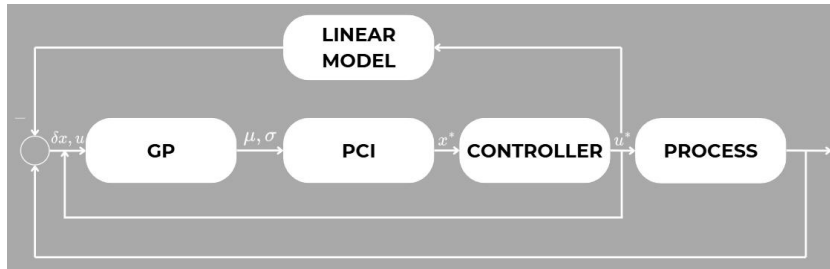 LINEAR
MODEL
−
δx, u
GP
μ, σ
PCI
x*
CONTROLLER
u*
PROCESS